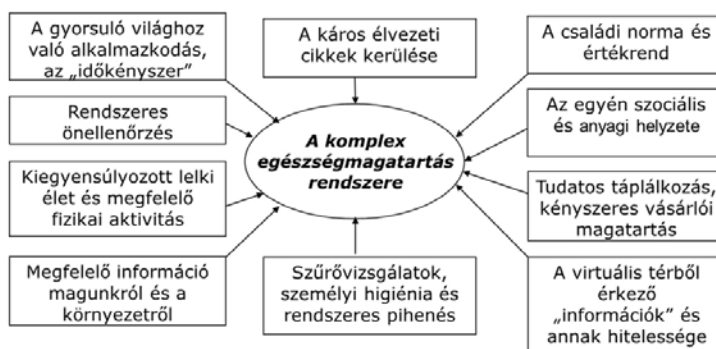 A gyorsuló világhoz
való alkalmazkodás,
az „időkényszer”
A káros élvezeti
cikkek kerülése
A családi norma és
értékrend
Rendszeres
önellenőrzés
A komplex
egészségmagatartás
rendszere
Az egyén szociális
és anyagi helyzete
Kiegyensúlyozott lelki
élet és megfelelő
fizikai aktivitás
Tudatos táplálkozás,
kényszeres vásárlói
magatartás
Megfelelő információ
magunkról és a
környezetről
Szűrővizsgálatok,
személyi higiénia és
rendszeres pihenés
A virtuális térből
érkező
„információk” és
annak hitelessége